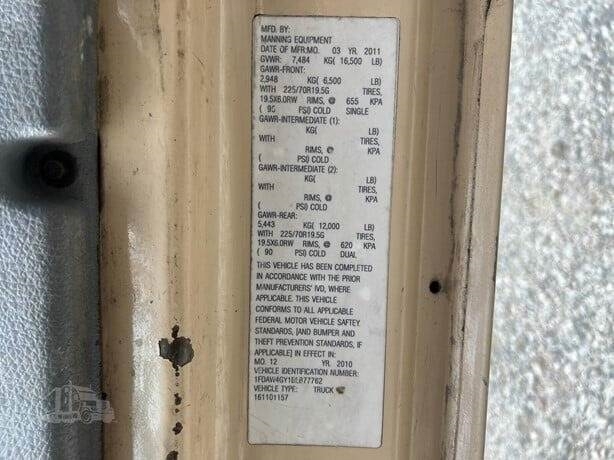 MFD. BY:
MANNING EQUIPMENT
DATE OF MFR:MO. 03 YR. 2011
GVWR: 7,484 KG( 16,500 LB)
GAWR-FRONT:
2,948 KG( 6,500 LB)
WITH 225/70R19.5G TIRES,
19.5X6.0RW RIMS, @ 655 KPA
( 95 PSI) COLD SINGLE
GAWR-INTERMEDIATE (1):
KG( LB)
WITH TIRES,
RIMS, @ KPA
( PSI) COLD
GAWR-INTERMEDIATE (2):
KG( LB)
WITH TIRES,
RIMS, @ KPA
( PSI) COLD
GAWR-REAR:
5,443 KG( 12,000 LB)
WITH 225/70R19.5G TIRES,
19.5X6.0RW RIMS, @ 620 KPA
( 90 PSI) COLD DUAL
THIS VEHICLE HAS BEEN COMPLETED
IN ACCORDANCE WITH THE PRIOR
MANUFACTURERS' IVD, WHERE
APPLICABLE. THIS VEHICLE
CONFORMS TO ALL APPLICABLE
FEDERAL MOTOR VEHICLE SAFTEY
STANDARDS, [AND BUMPER AND
THEFT PREVENTION STANDARDS, IF
APPLICABLE] IN EFFECT IN:
MO. 12 YR. 2010
VEHICLE IDENTIFICATION NUMBER:
VEHICLE TYPE: TRUCK
161101157